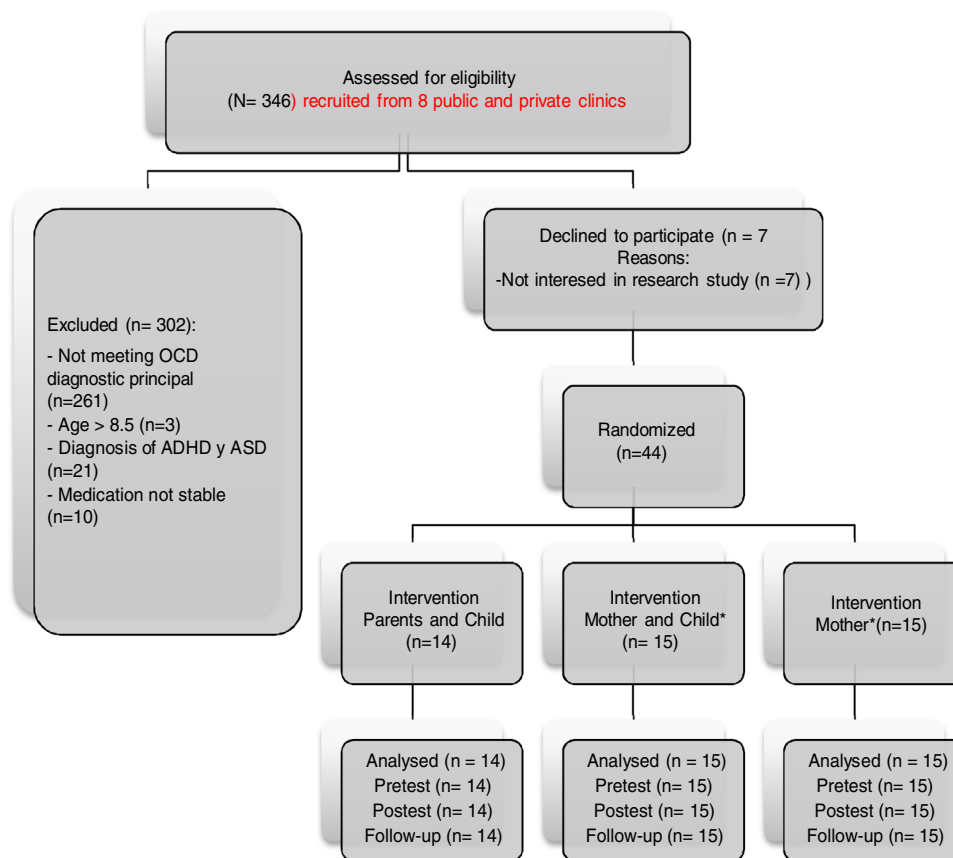 Assessed for eligibility
(N= 346) recruited from 8 public and private clinics
Excluded (n= 302):
- Not meeting OCD
diagnostic principal
(n=261)
- Age > 8.5 (n=3)
- Diagnosis of ADHD y ASD
(n=21)
- Medication not stable
(n=10)
Declined to participate (n = 7
Reasons:
-Not interesed in research study (n =7) )
Randomized
(n=44)
Intervention
Parents and Child
(n=14)
Intervention
Mother and Child*
(n= 15)
Intervention
Mother*(n=15)
Analysed (n = 14)
Pretest (n= 14)
Postest (n= 14)
Follow-up (n= 14)
Analysed (n = 15)
Pretest (n= 15)
Postest (n= 15)
Follow-up (n= 15)
Analysed (n = 15)
Pretest (n= 15)
Postest (n= 15)
Follow-up (n= 15)